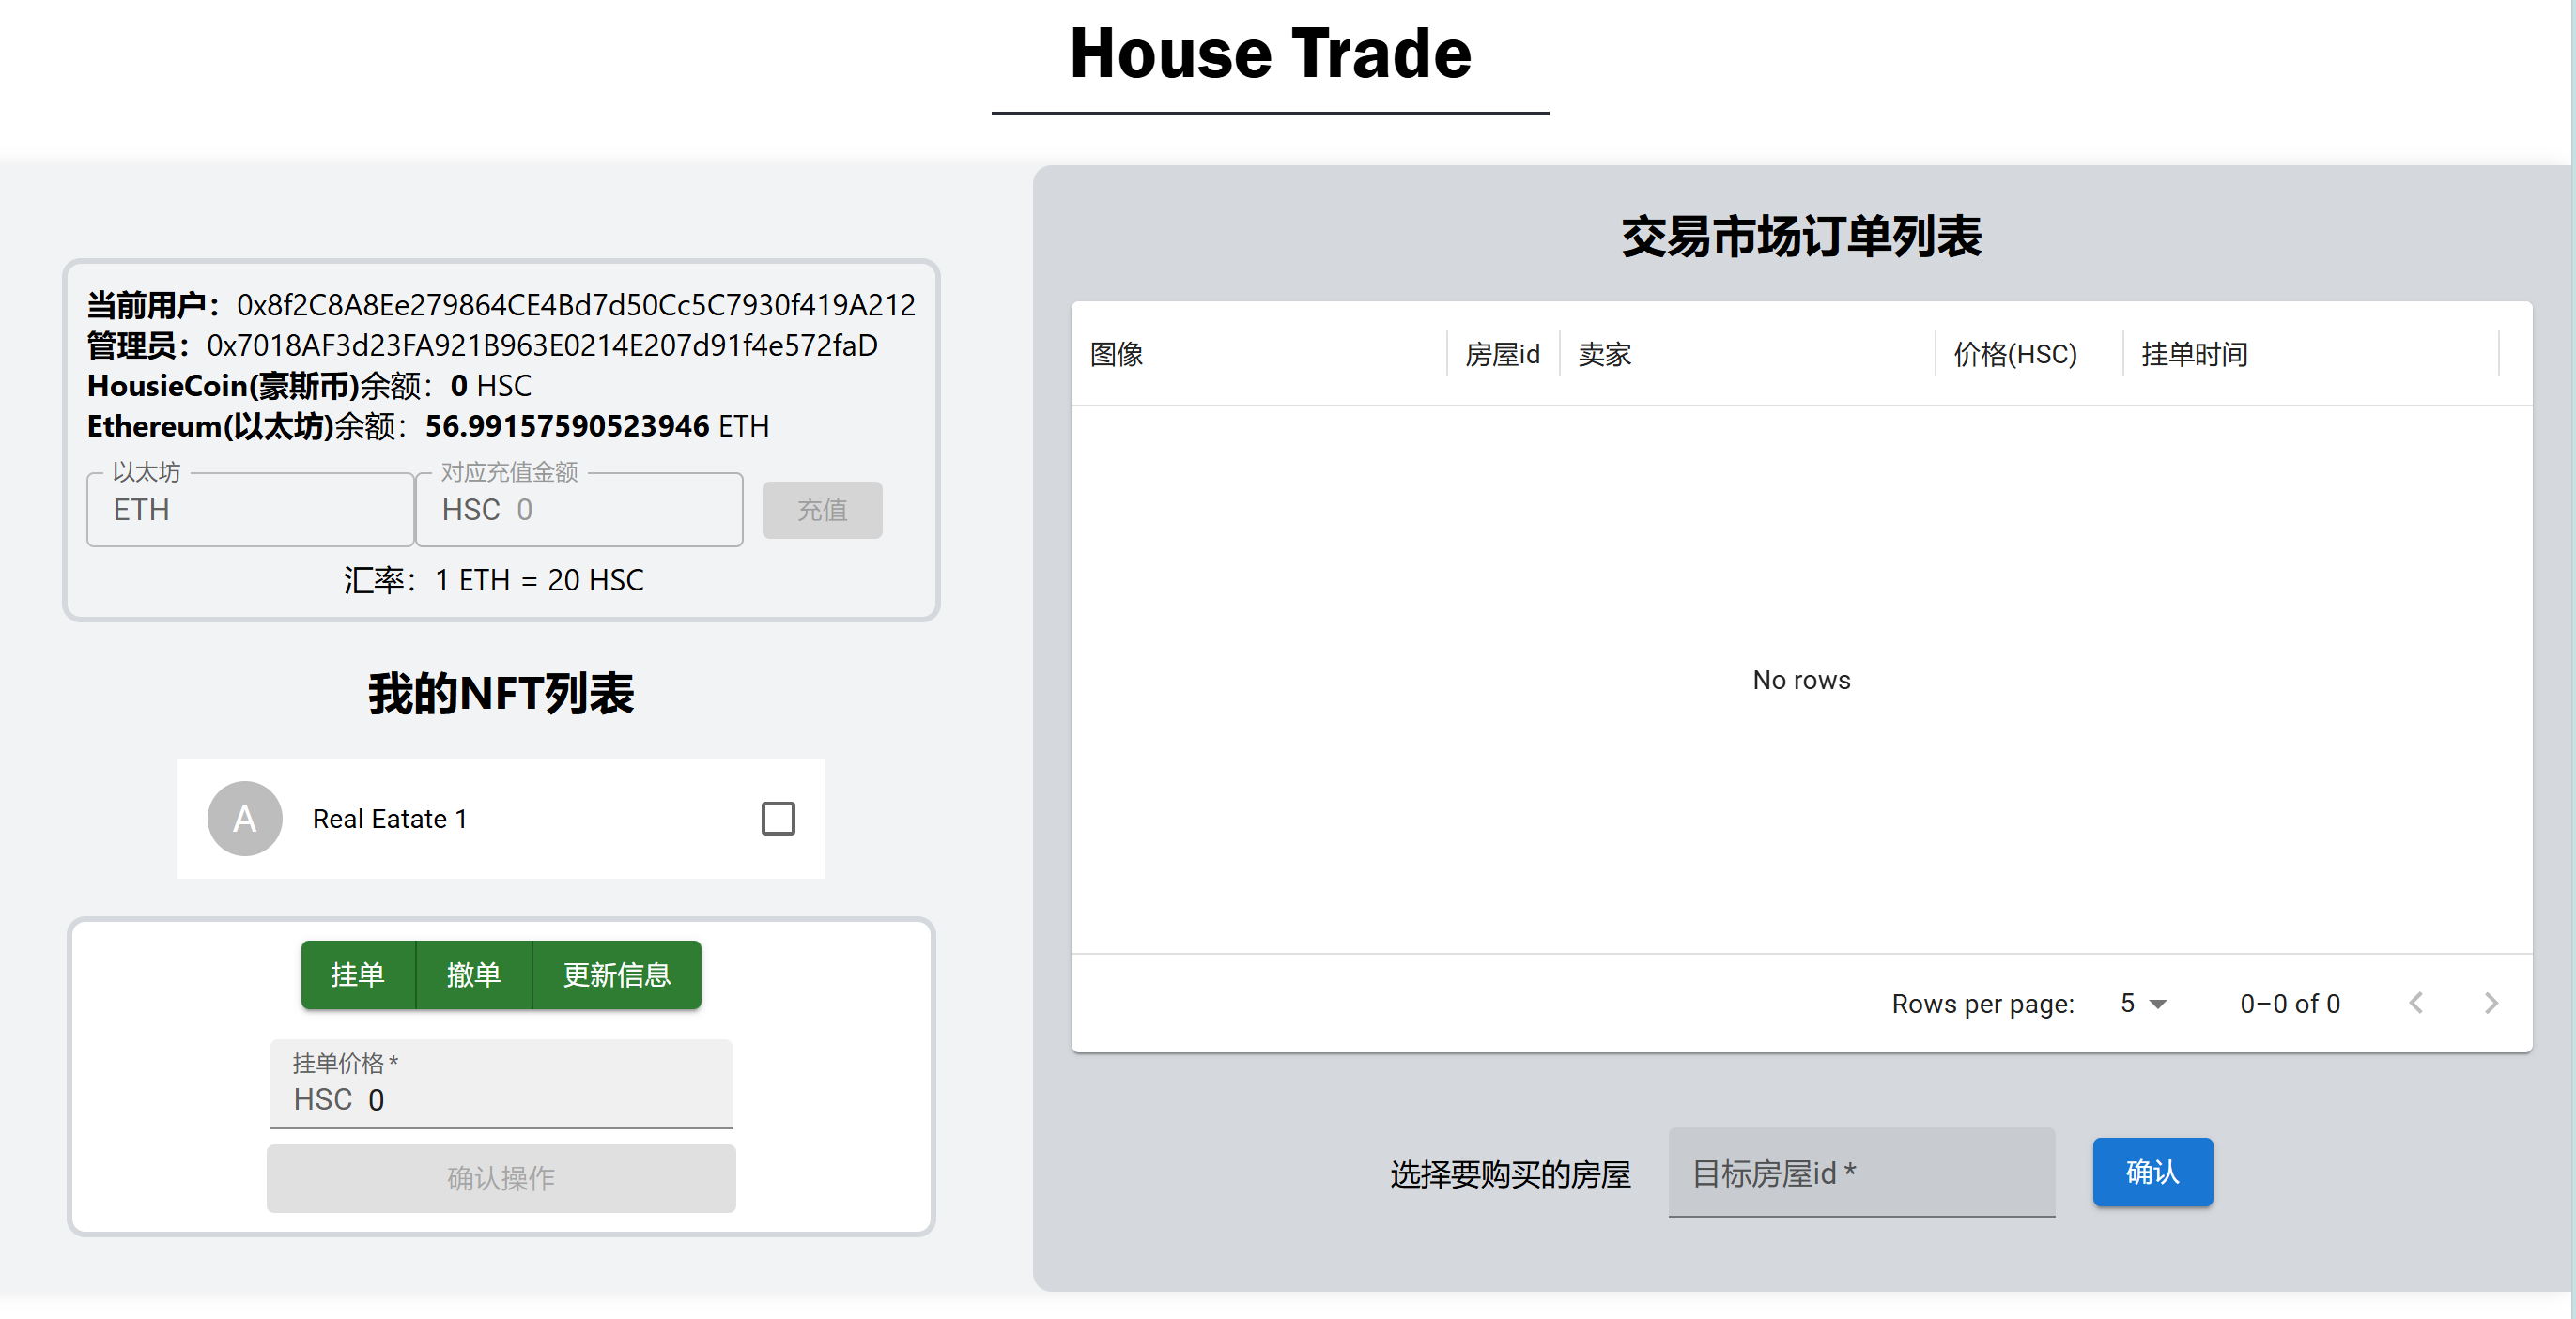 House Trade
当前用户：0x8f2C8A8Ee279864CE4Bd7d50Cc5C7930f419A212
管理员：0x7018AF3d23FA921B963E0214E207d91f4e572faD
HousieCoin(豪斯币)余额：0 HSC
Ethereum(以太坊)余额：56.99157590523946 ETH
以太坊
ETH
对应充值金额
HSC 0
充值
汇率：1 ETH = 20 HSC
我的NFT列表
A
Real Eatate 1
挂单
撤单
更新信息
挂单价格 *
HSC 0
确认操作
交易市场订单列表
图像 房屋id 卖家 价格(HSC) 挂单时间
No rows
Rows per page: 5 0–0 of 0
选择要购买的房屋
目标房屋id *
确认